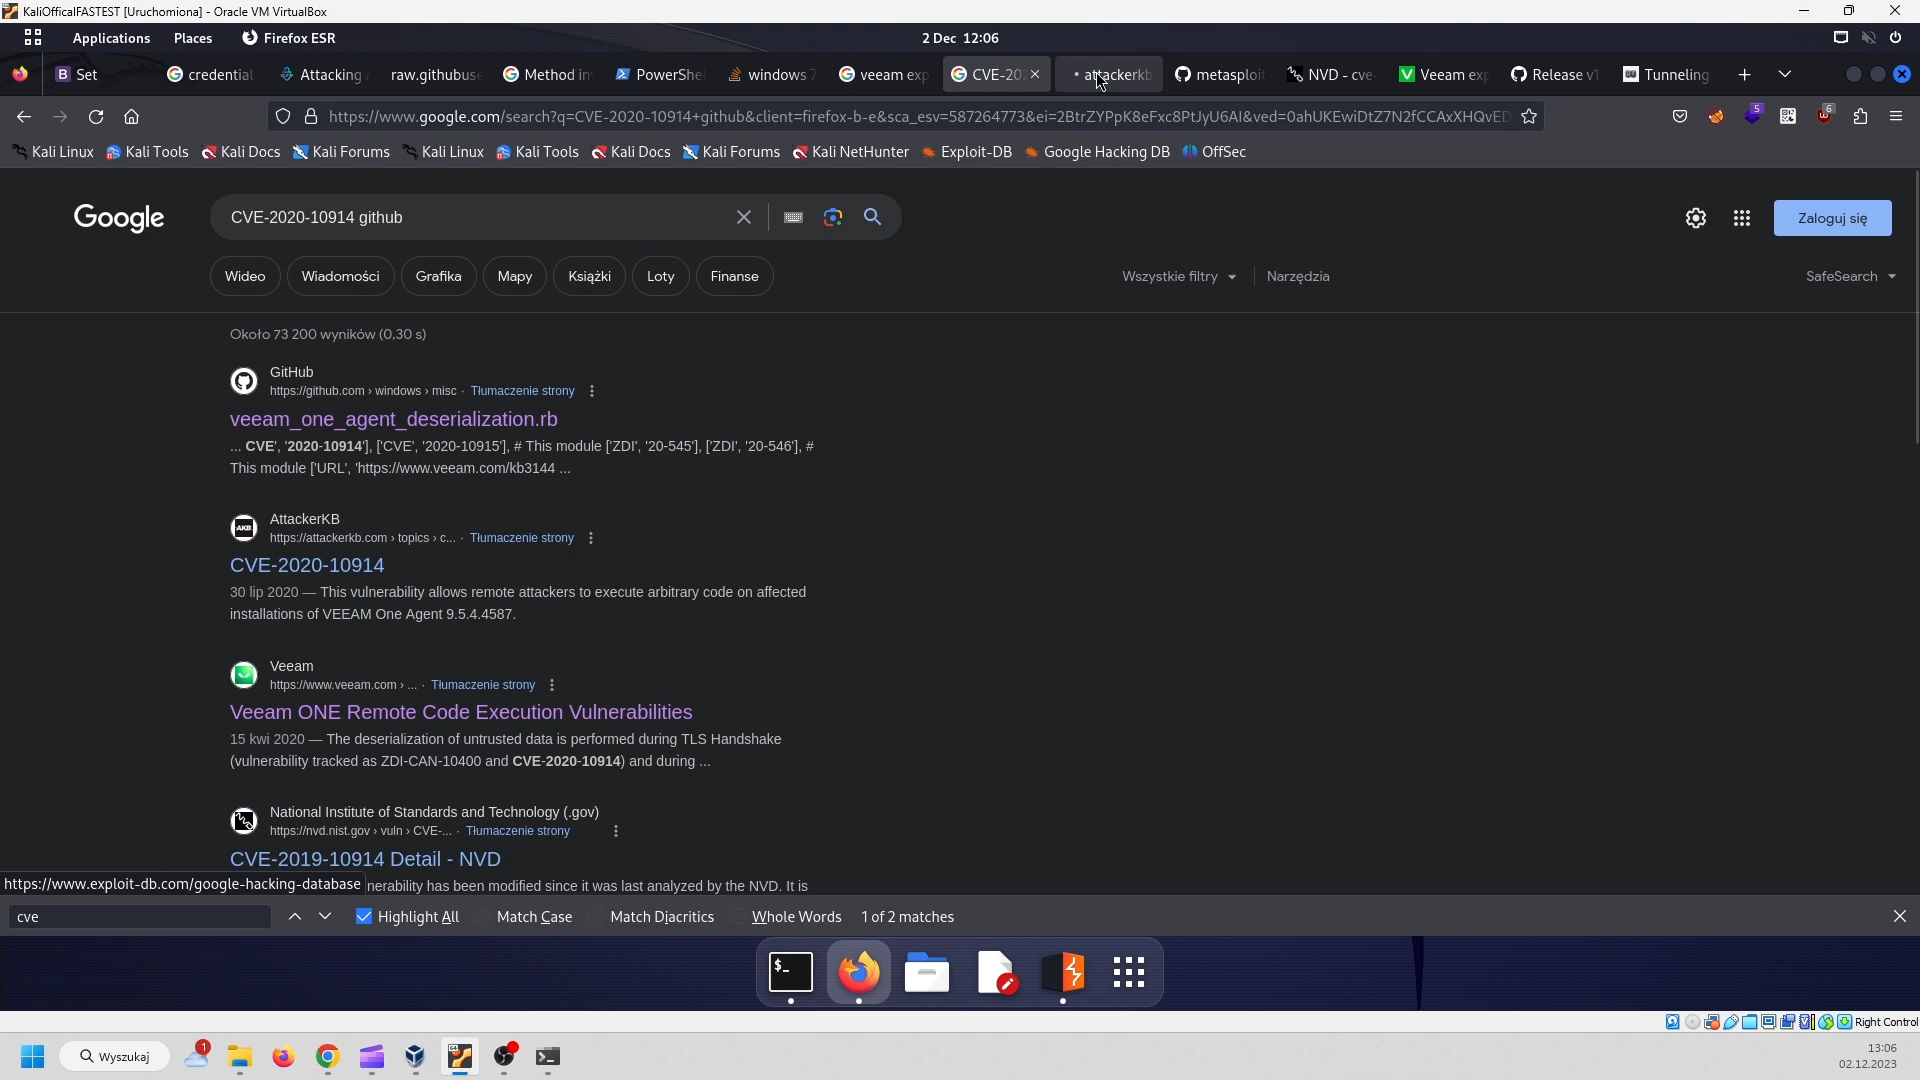 KaliOfficalFASTEST [Uruchomiona] - Oracle VM VirtualBox
Applications Places Firefox ESR 2 Dec 12:06
Set credential Attacking raw.githubuse Method in PowerShel windows 7 veeam exp CVE-202 attackerkb metasploit NVD - cve- Veeam exp Release v1 Tunneling
https://www.google.com/search?q=CVE-2020-10914+github&client=firefox-b-e&sca_esv=587264773&ei=2BtrZYPpK8eFxc8PtJyU6AI&ved=0ahUKEwiDtZ7N2fCCAxXHQvED 5 6
Kali Linux Kali Tools Kali Docs Kali Forums Kali Linux Kali Tools Kali Docs Kali Forums Kali NetHunter Exploit-DB Google Hacking DB OffSec
Google CVE-2020-10914 github Zaloguj się
Wideo Wiadomości Grafika Mapy Książki Loty Finanse Wszystkie filtry Narzędzia SafeSearch
Około 73 200 wyników (0,30 s)
GitHub
https://github.com › windows › misc · Tłumaczenie strony
veeam_one_agent_deserialization.rb
... CVE', '2020-10914'], ['CVE', '2020-10915'], # This module ['ZDI', '20-545'], ['ZDI', '20-546'], #
This module ['URL', 'https://www.veeam.com/kb3144 ...
AttackerKB
https://attackerkb.com › topics › c... · Tłumaczenie strony
CVE-2020-10914
30 lip 2020 — This vulnerability allows remote attackers to execute arbitrary code on affected
installations of VEEAM One Agent 9.5.4.4587.
Veeam
https://www.veeam.com › ... · Tłumaczenie strony
Veeam ONE Remote Code Execution Vulnerabilities
15 kwi 2020 — The deserialization of untrusted data is performed during TLS Handshake
(vulnerability tracked as ZDI-CAN-10400 and CVE-2020-10914) and during ...
National Institute of Standards and Technology (.gov)
https://nvd.nist.gov › vuln › CVE-... · Tłumaczenie strony
CVE-2019-10914 Detail - NVD
https://www.exploit-db.com/google-hacking-database nerability has been modified since it was last analyzed by the NVD. It is
cve Highlight All Match Case Match Diacritics Whole Words 1 of 2 matches
Right Control
1 Wyszukaj 13:06
02.12.2023